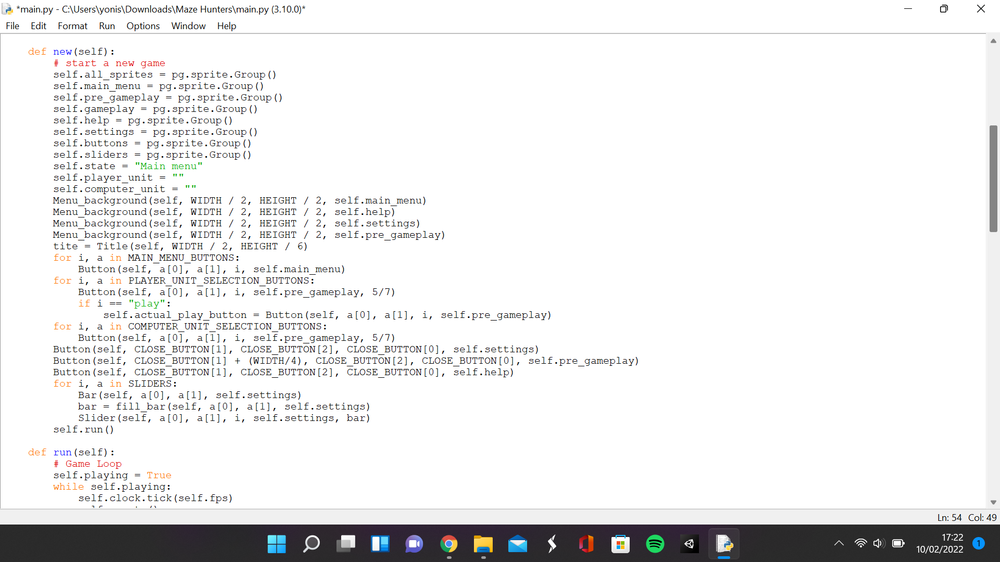 *main.py - C:\Users\yonis\Downloads\Maze Hunters\main.py (3.10.0)*
File Edit Format Run Options Window Help
    def new(self):
        # start a new game
        self.all_sprites = pg.sprite.Group()
        self.main_menu = pg.sprite.Group()
        self.pre_gameplay = pg.sprite.Group()
        self.gameplay = pg.sprite.Group()
        self.help = pg.sprite.Group()
        self.settings = pg.sprite.Group()
        self.buttons = pg.sprite.Group()
        self.sliders = pg.sprite.Group()
        self.state = "Main menu"
        self.player_unit = ""
        self.computer_unit = ""
        Menu_background(self, WIDTH / 2, HEIGHT / 2, self.main_menu)
        Menu_background(self, WIDTH / 2, HEIGHT / 2, self.help)
        Menu_background(self, WIDTH / 2, HEIGHT / 2, self.settings)
        Menu_background(self, WIDTH / 2, HEIGHT / 2, self.pre_gameplay)
        tite = Title(self, WIDTH / 2, HEIGHT / 6)
        for i, a in MAIN_MENU_BUTTONS:
            Button(self, a[0], a[1], i, self.main_menu)
        for i, a in PLAYER_UNIT_SELECTION_BUTTONS:
            Button(self, a[0], a[1], i, self.pre_gameplay, 5/7)
            if i == "play":
                self.actual_play_button = Button(self, a[0], a[1], i, self.pre_gameplay)
        for i, a in COMPUTER_UNIT_SELECTION_BUTTONS:
            Button(self, a[0], a[1], i, self.pre_gameplay, 5/7)
        Button(self, CLOSE_BUTTON[1], CLOSE_BUTTON[2], CLOSE_BUTTON[0], self.settings)
        Button(self, CLOSE_BUTTON[1] + (WIDTH/4), CLOSE_BUTTON[2], CLOSE_BUTTON[0], self.pre_gameplay)
        Button(self, CLOSE_BUTTON[1], CLOSE_BUTTON[2], CLOSE_BUTTON[0], self.help)
        for i, a in SLIDERS:
            Bar(self, a[0], a[1], self.settings)
            bar = fill_bar(self, a[0], a[1], self.settings)
            Slider(self, a[0], a[1], i, self.settings, bar)
        self.run()
    def run(self):
        # Game Loop
        self.playing = True
        while self.playing:
            self.clock.tick(self.fps)
Ln: 54 Col: 49
17:22
10/02/2022
1